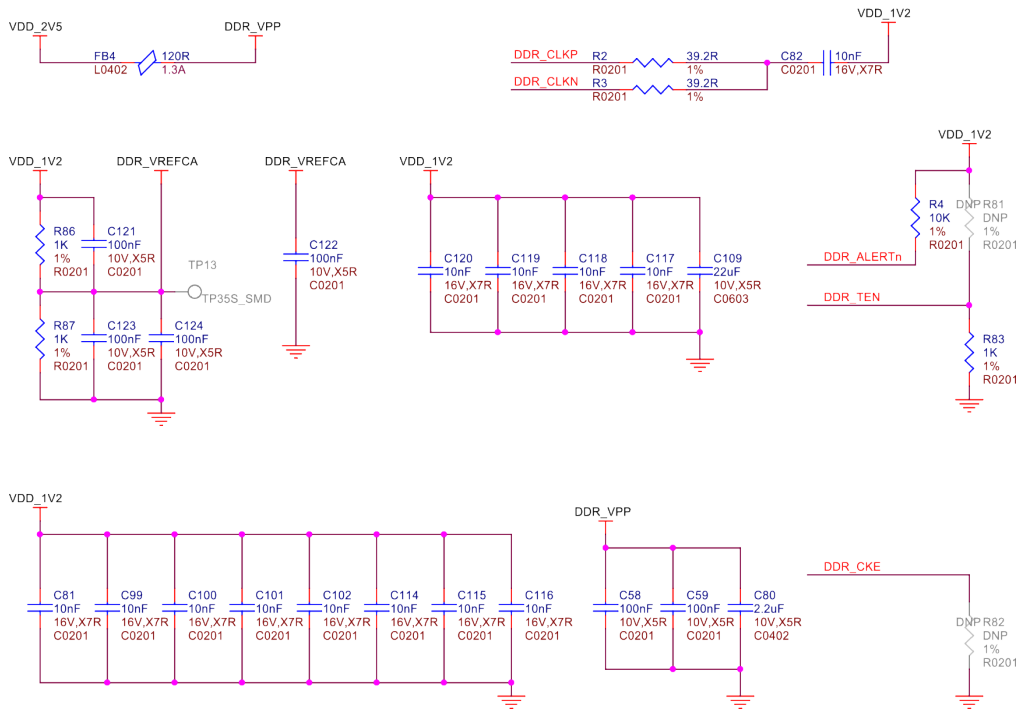 VDD_2V5
DDR_VPP
FB4 120R
L0402 1.3A
VDD_1V2
DDR_CLKP R2 39.2R C82 10nF
R0201 1% C0201 16V,X7R
DDR_CLKN R3 39.2R
R0201 1%
VDD_1V2
DDR_VREFCA
R86
1K
1%
R0201
C121
100nF
10V,X5R
C0201
TP13
TP35S_SMD
R87
1K
1%
R0201
C123
100nF
10V,X5R
C0201
C124
100nF
10V,X5R
C0201
DDR_VREFCA
C122
100nF
10V,X5R
C0201
VDD_1V2
C120
10nF
16V,X7R
C0201
C119
10nF
16V,X7R
C0201
C118
10nF
16V,X7R
C0201
C117
10nF
16V,X7R
C0201
C109
22uF
10V,X5R
C0603
VDD_1V2
R4
10K
1%
R0201
DNP R81
DNP
1%
R0201
DDR_ALERTn
DDR_TEN
R83
1K
1%
R0201
VDD_1V2
C81
10nF
16V,X7R
C0201
C99
10nF
16V,X7R
C0201
C100
10nF
16V,X7R
C0201
C101
10nF
16V,X7R
C0201
C102
10nF
16V,X7R
C0201
C114
10nF
16V,X7R
C0201
C115
10nF
16V,X7R
C0201
C116
10nF
16V,X7R
C0201
DDR_VPP
C58
100nF
10V,X5R
C0201
C59
100nF
10V,X5R
C0201
C80
2.2uF
10V,X5R
C0402
DDR_CKE
DNP R82
DNP
1%
R0201